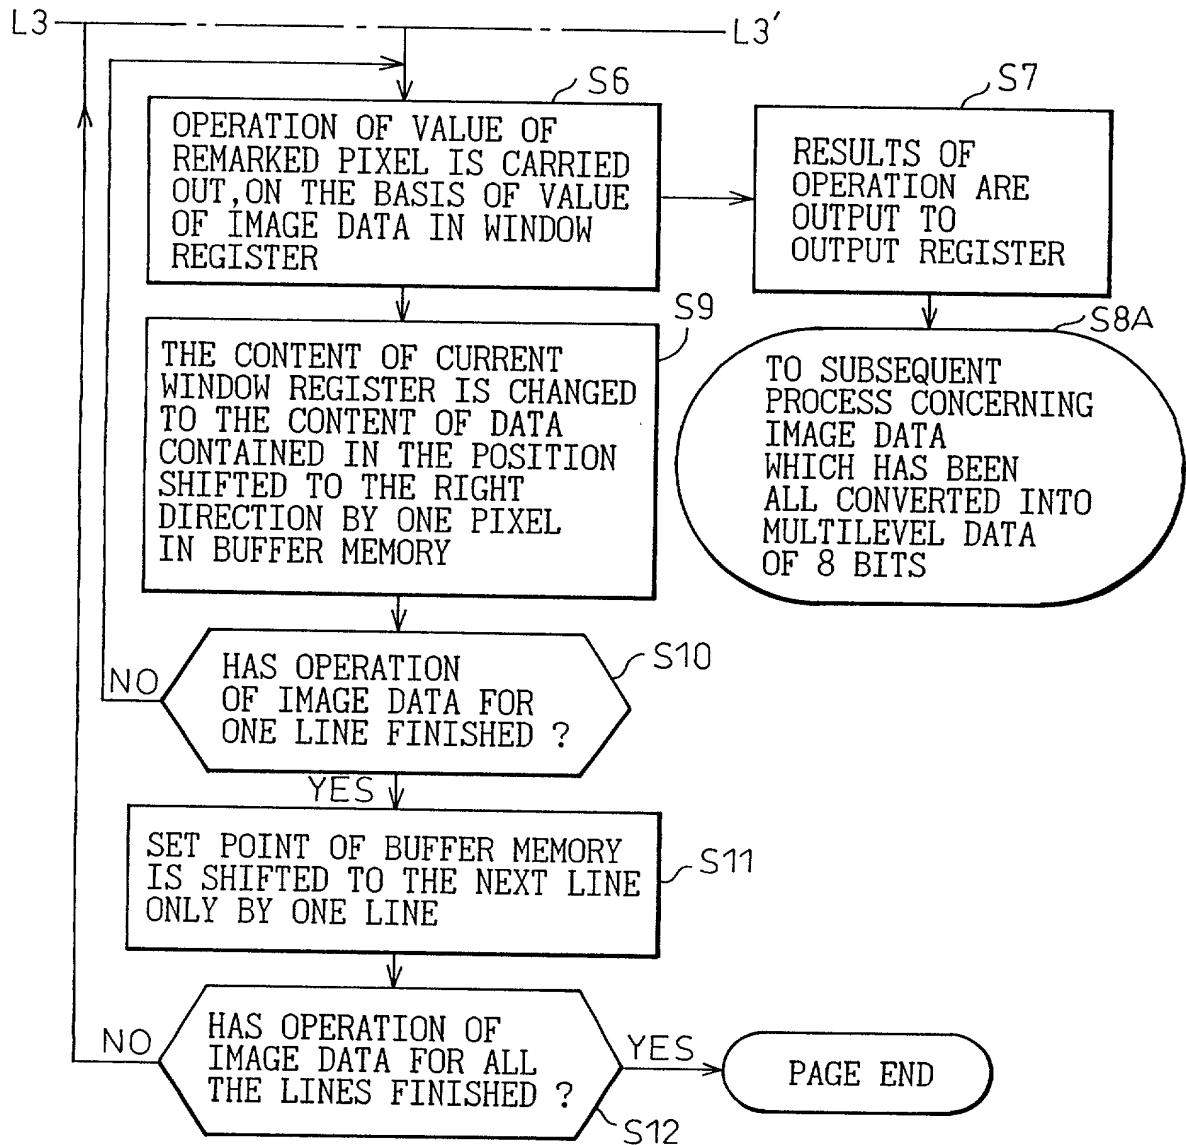 L3
L3′
S6
OPERATION OF VALUE OF
REMARKED PIXEL IS CARRIED
OUT, ON THE BASIS OF VALUE
OF IMAGE DATA IN WINDOW
REGISTER
S7
RESULTS OF
OPERATION ARE
OUTPUT TO
OUTPUT REGISTER
S9
THE CONTENT OF CURRENT
WINDOW REGISTER IS CHANGED
TO THE CONTENT OF DATA
CONTAINED IN THE POSITION
SHIFTED TO THE RIGHT
DIRECTION BY ONE PIXEL
IN BUFFER MEMORY
S8A
TO SUBSEQUENT
PROCESS CONCERNING
IMAGE DATA
WHICH HAS BEEN
ALL CONVERTED INTO
MULTILEVEL DATA
OF 8 BITS
S10
NO
HAS OPERATION
OF IMAGE DATA FOR
ONE LINE FINISHED ?
YES
S11
SET POINT OF BUFFER MEMORY
IS SHIFTED TO THE NEXT LINE
ONLY BY ONE LINE
NO
HAS OPERATION OF
IMAGE DATA FOR ALL
THE LINES FINISHED ?
YES
PAGE END
S12